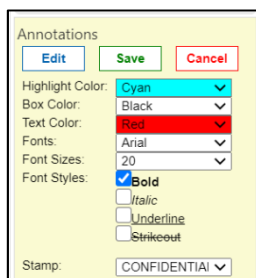 Annotations
Edit Save Cancel
Highlight Color: Cyan
Box Color: Black
Text Color: Red
Fonts: Arial
Font Sizes: 20
Font Styles: Bold
Italic
Underline
Strikeout
Stamp: CONFIDENTIAL